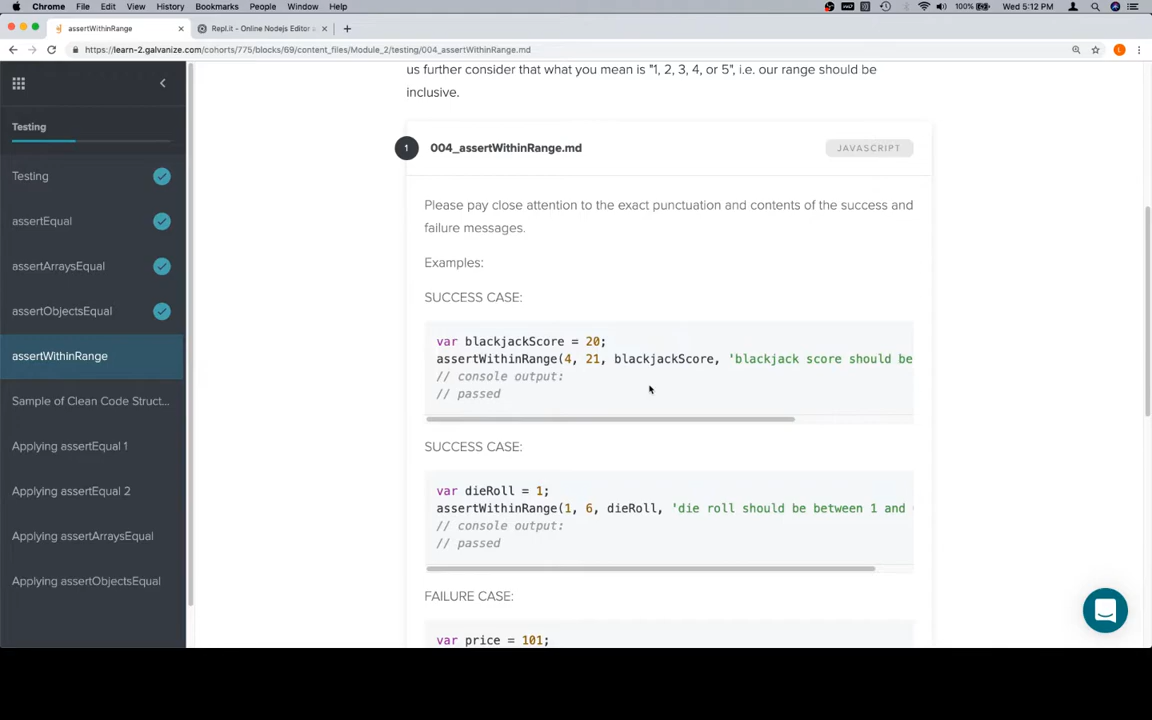 Chrome File Edit View History Bookmarks People Window Help 100% Wed 5:12 PM
assertWithinRange Repl.it - Online Nodejs Editor a
https://learn-2.galvanize.com/cohorts/775/blocks/69/content_files/Module_2/testing/004_assertWithinRange.md
us further consider that what you mean is "1, 2, 3, 4, or 5", i.e. our range should be
inclusive.
Testing
Testing
assertEqual
assertArraysEqual
assertObjectsEqual
assertWithinRange
Sample of Clean Code Struct...
Applying assertEqual 1
Applying assertEqual 2
Applying assertArraysEqual
Applying assertObjectsEqual
1 004_assertWithinRange.md JAVASCRIPT
Please pay close attention to the exact punctuation and contents of the success and
failure messages.
Examples:
SUCCESS CASE:
var blackjackScore = 20;
assertWithinRange(4, 21, blackjackScore, 'blackjack score should be
// console output:
// passed
SUCCESS CASE:
var dieRoll = 1;
assertWithinRange(1, 6, dieRoll, 'die roll should be between 1 and
// console output:
// passed
FAILURE CASE:
var price = 101;